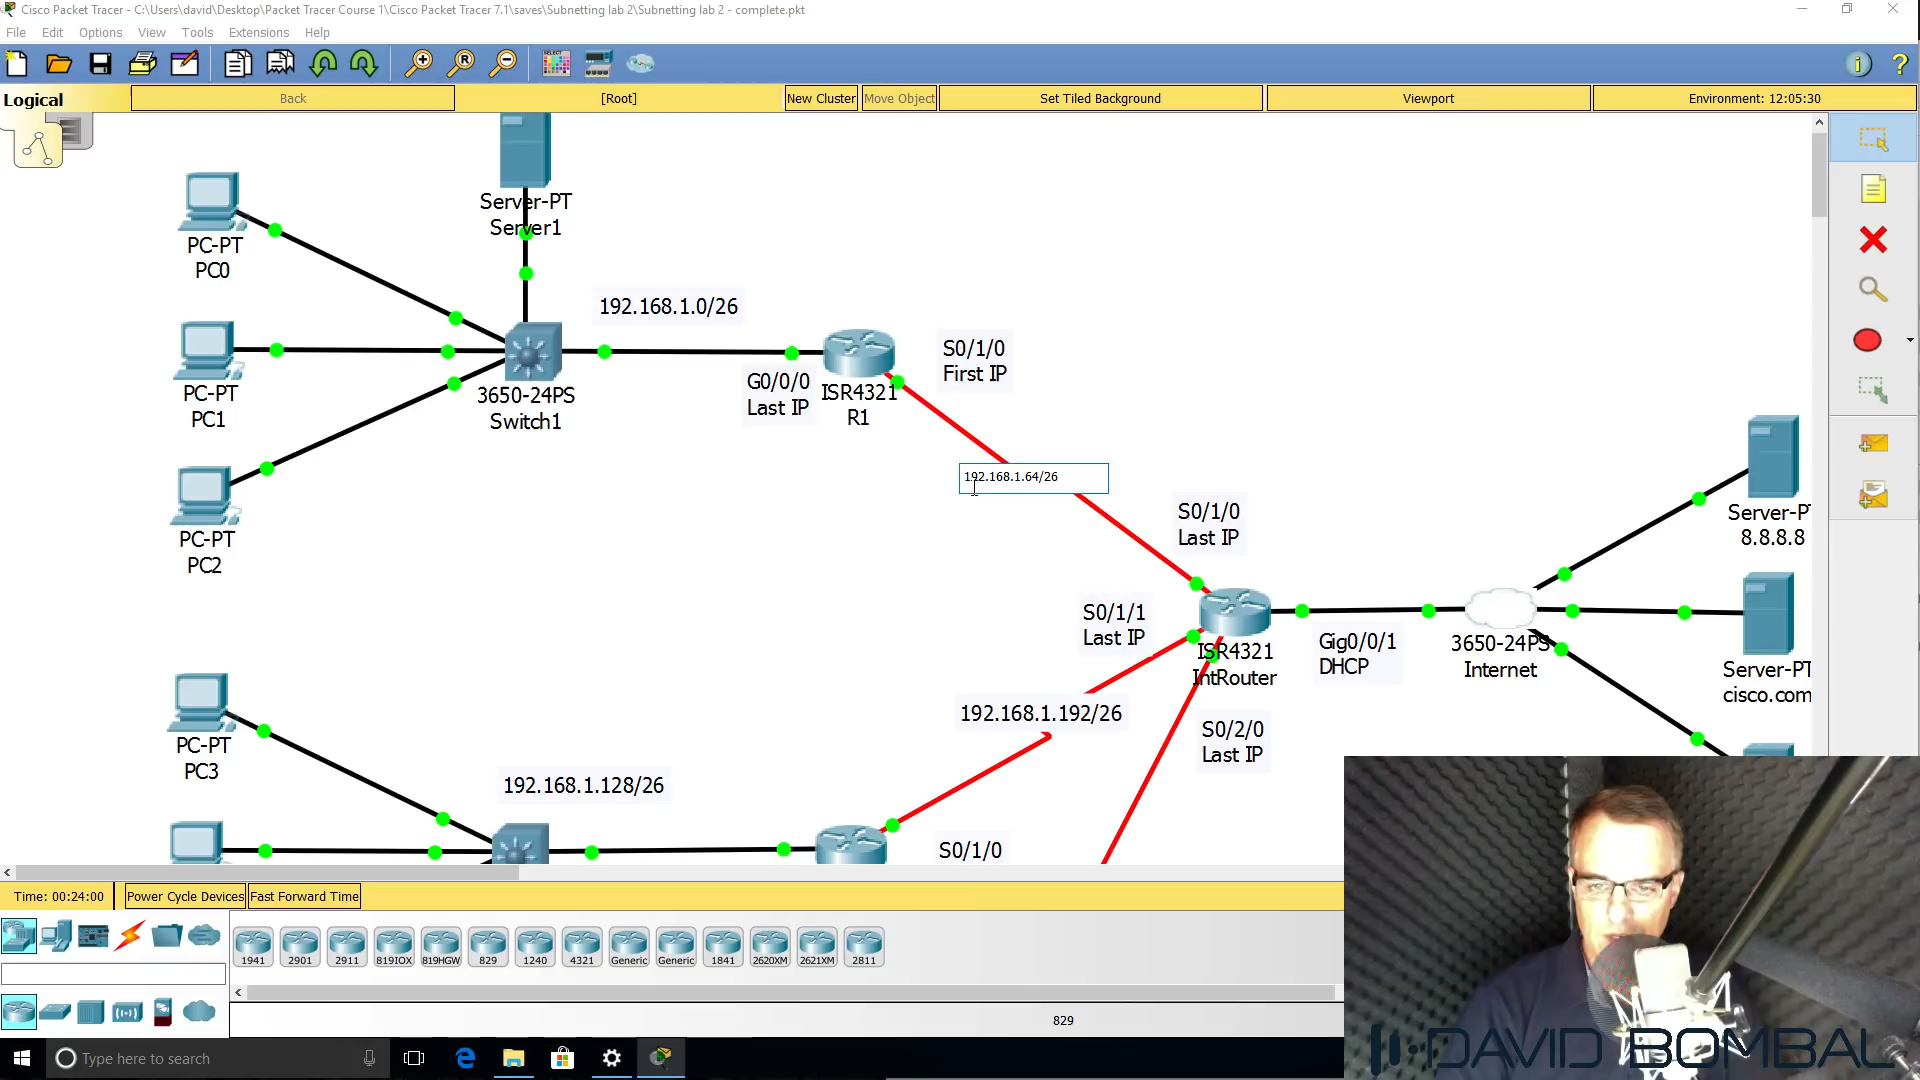 Cisco Packet Tracer - C:\Users\david\Desktop\Packet Tracer Course 1\Cisco Packet Tracer 7.1\saves\Subnetting lab 2\Subnetting lab 2 - complete.pkt
File Edit Options View Tools Extensions Help
Logical
Back
[Root]
New Cluster
Move Object
Set Tiled Background
Viewport
Environment: 12:05:30
Server-PT
Server1
PC-PT
PC0
192.168.1.0/26
PC-PT
PC1
3650-24PS
Switch1
G0/0/0
Last IP
ISR4321
R1
S0/1/0
First IP
192.168.1.64/26
PC-PT
PC2
S0/1/0
Last IP
Server-PT
8.8.8.8
S0/1/1
Last IP
ISR4321
IntRouter
Gig0/0/1
DHCP
3650-24PS
Internet
Server-PT
cisco.com
192.168.1.192/26
S0/2/0
Last IP
PC-PT
PC3
192.168.1.128/26
S0/1/0
Time: 00:24:00
Power Cycle Devices
Fast Forward Time
1941
2901
2911
819IOX
819HGW
829
1240
4321
Generic
Generic
1841
2620XM
2621XM
2811
829
Type here to search
DAVID BOMBAL